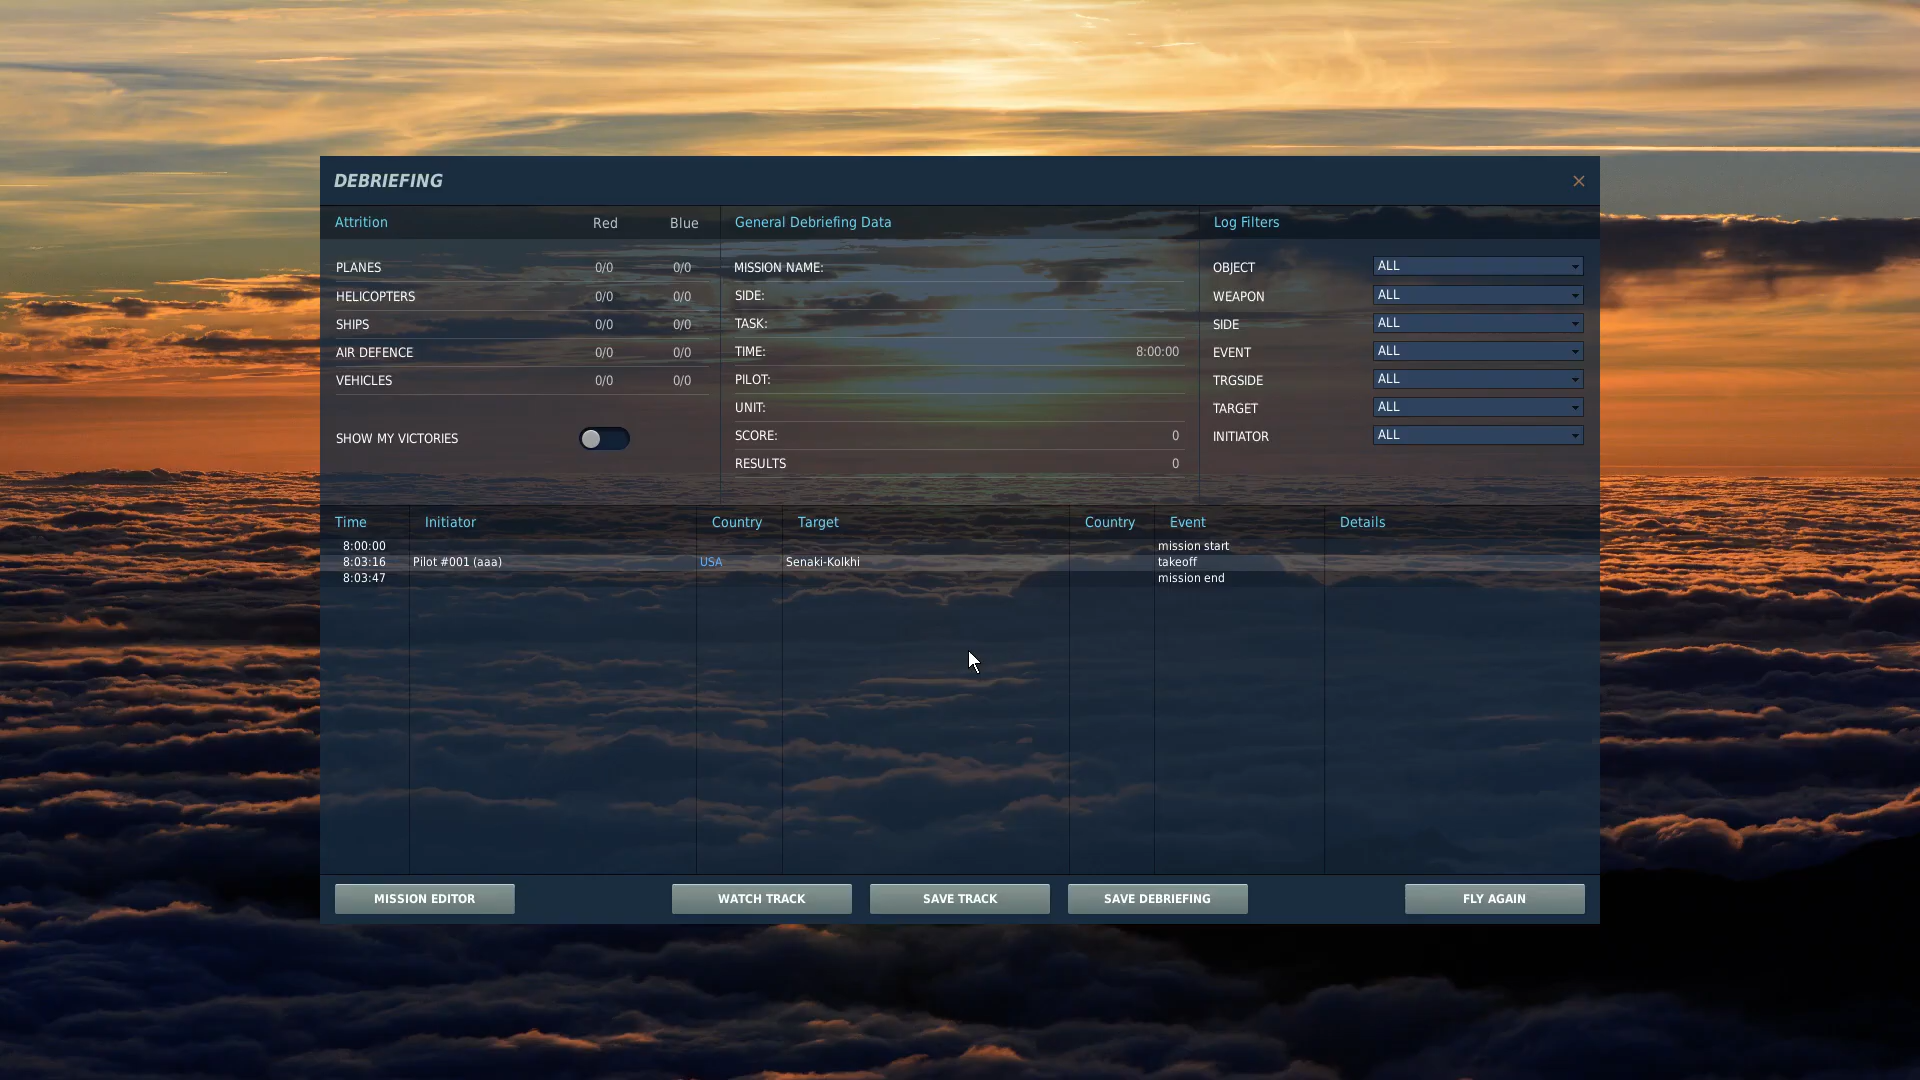 DEBRIEFING
Attrition Red Blue
PLANES 0/0 0/0
HELICOPTERS 0/0 0/0
SHIPS 0/0 0/0
AIR DEFENCE 0/0 0/0
VEHICLES 0/0 0/0
SHOW MY VICTORIES
General Debriefing Data
MISSION NAME:
SIDE:
TASK:
TIME: 8:00:00
PILOT:
UNIT:
SCORE: 0
RESULTS 0
Log Filters
OBJECT ALL
WEAPON ALL
SIDE ALL
EVENT ALL
TRGSIDE ALL
TARGET ALL
INITIATOR ALL
Time Initiator Country Target Country Event Details
8:00:00 mission start
8:03:16 Pilot #001 (aaa) USA Senaki-Kolkhi takeoff
8:03:47 mission end
MISSION EDITOR WATCH TRACK SAVE TRACK SAVE DEBRIEFING FLY AGAIN